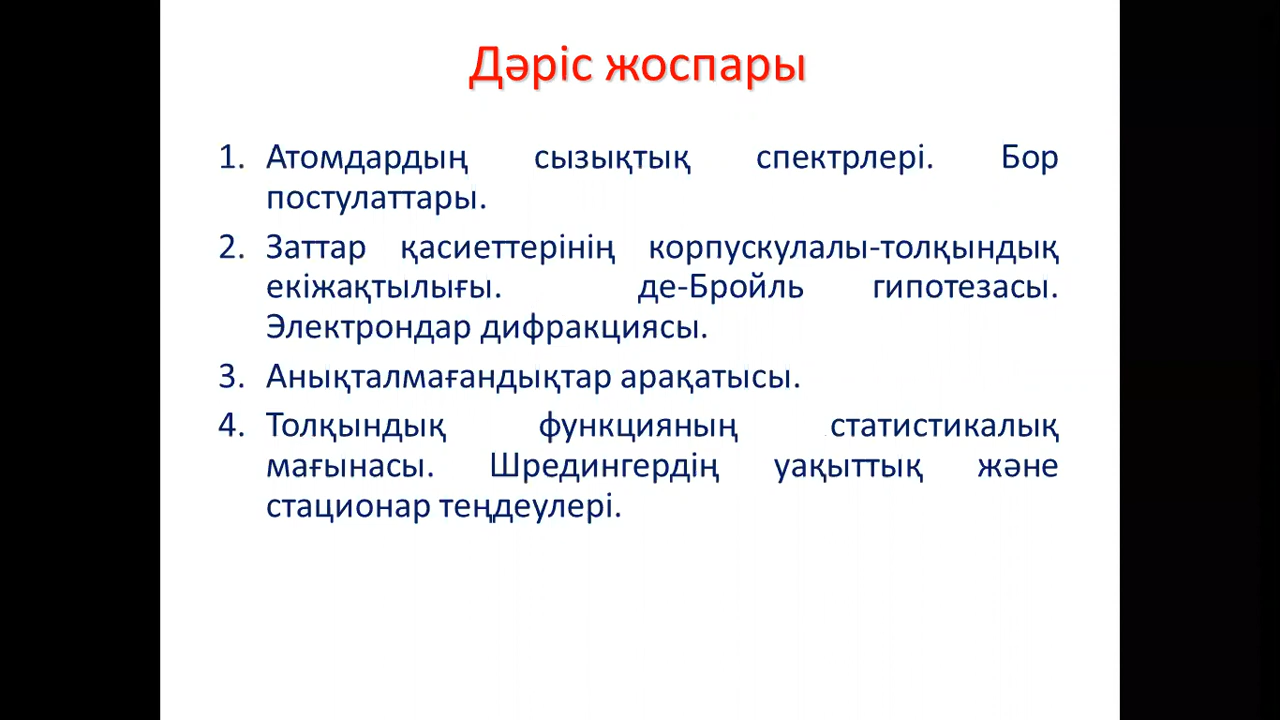 Дәріс жоспары
1. Атомдардың сызықтық спектрлері. Бор
постулаттары.
2. Заттар қасиеттерінің корпускулалы-толқындық
екіжақтылығы. де-Бройль гипотезасы.
Электрондар дифракциясы.
3. Анықталмағандықтар арақатысы.
4. Толқындық функцияның статистикалық
мағынасы. Шредингердің уақыттық және
стационар теңдеулері.